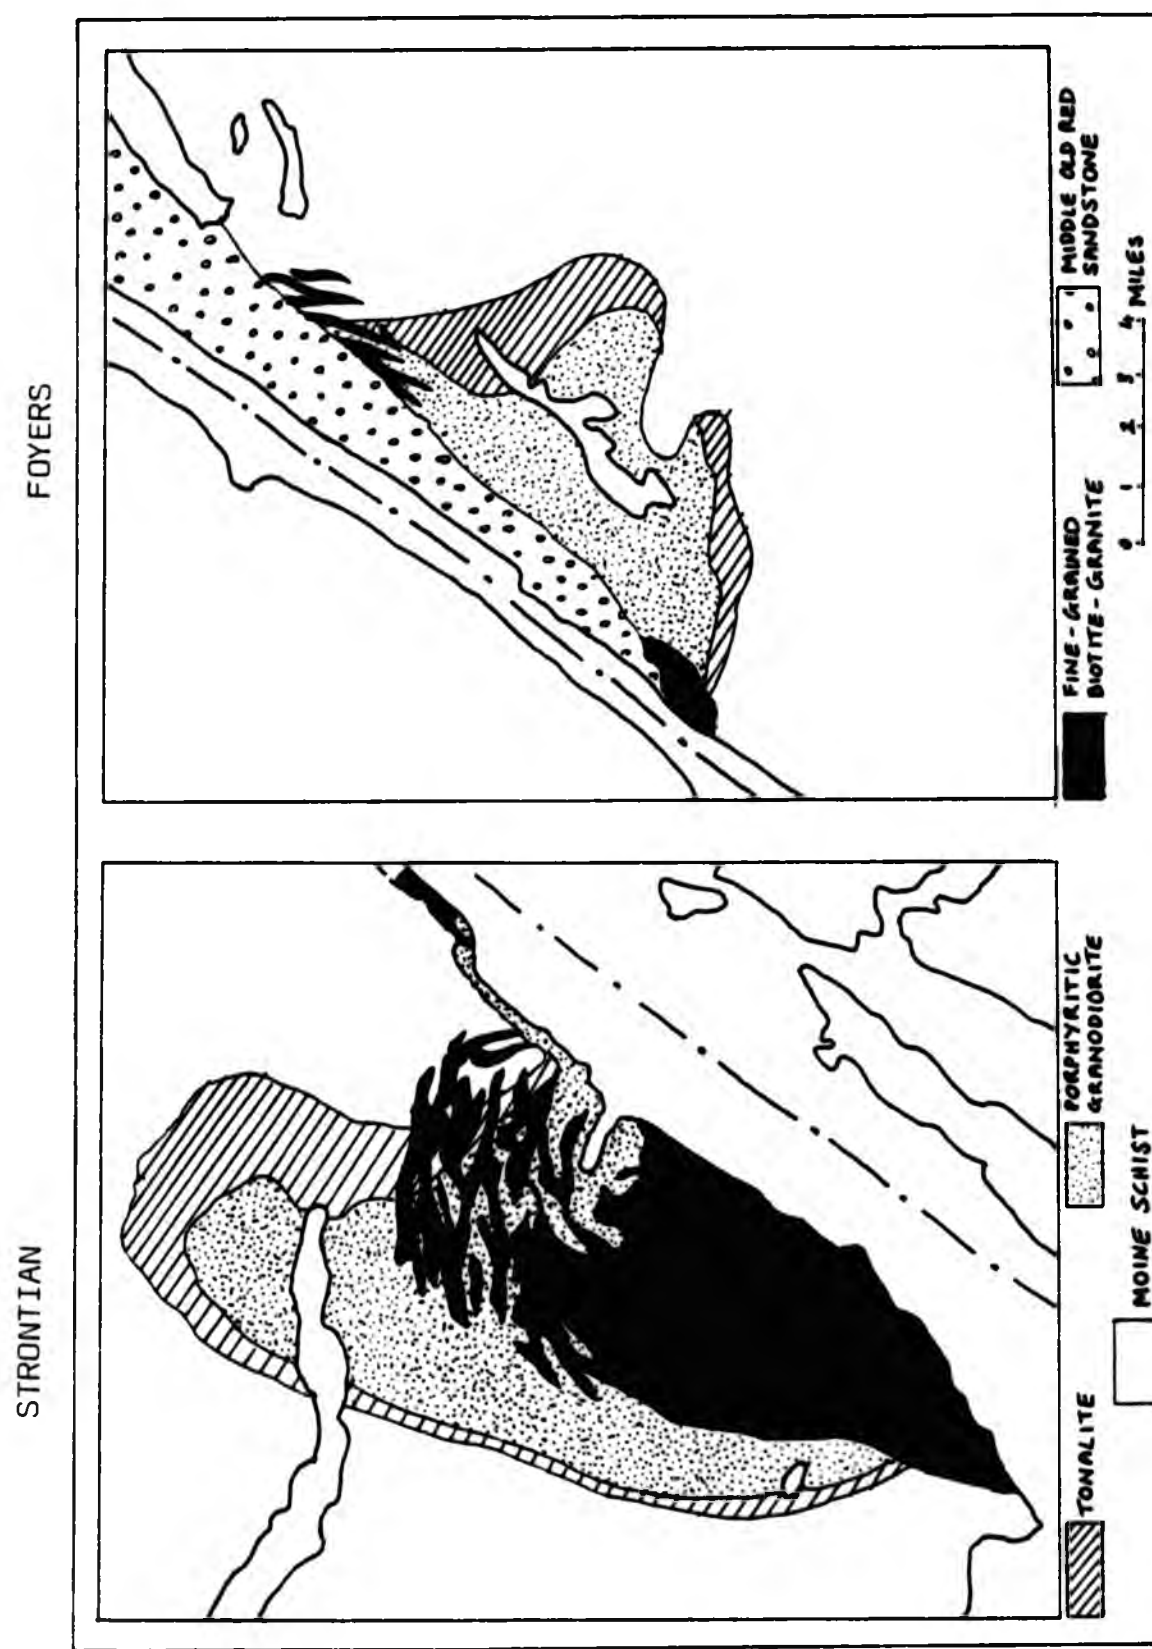 FOYERS
STRONTIAN
FINE-GRAINED
BIOTITE-GRANITE
MIDDLE OLD RED
SANDSTONE
0 1 2 3 4 MILES
TONALITE
PORPHYRITIC
GRANODIORITE
MOINE SCHIST